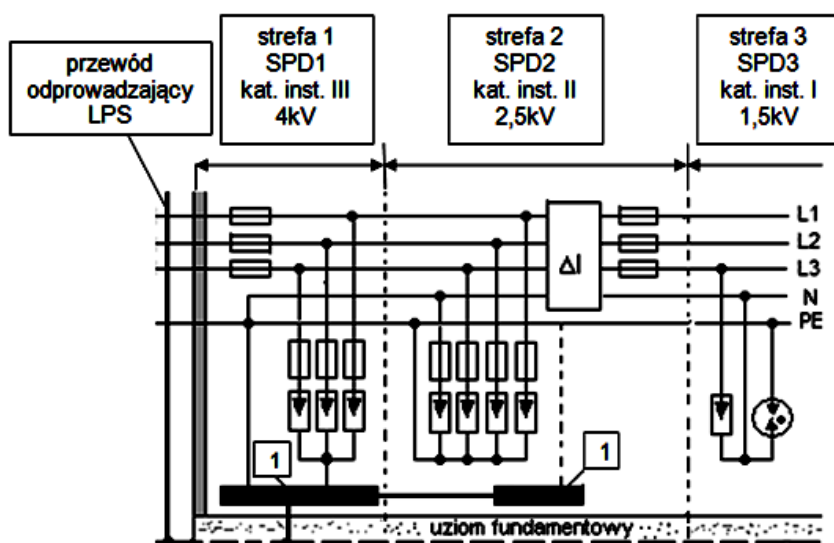 przewód
odprowadzający
LPS
strefa 1
SPD1
kat. inst. III
4kV
strefa 2
SPD2
kat. inst. II
2,5kV
strefa 3
SPD3
kat. inst. I
1,5kV
L1
L2
L3
N
PE
ΔI
1
1
uziom fundamentowy